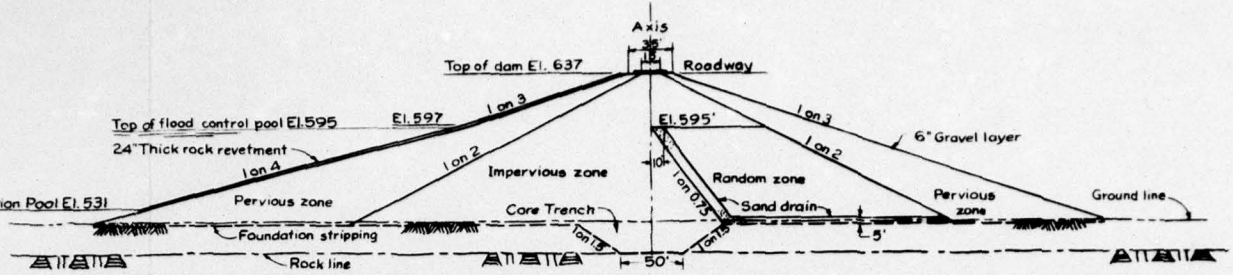 Axis
35'
15'
Top of dam El. 637
Roadway
1 on 3
1 on 3
Top of flood control pool El.595
El.597
El.595'
6" Gravel layer
24" Thick rock revetment
1 on 4
1 on 2
10'
1 on 2
Impervious zone
1 on 0.75
Random zone
ion Pool El.531
Pervious zone
Core Trench
Sand drain
Pervious
zone
Ground line
Foundation stripping
1 on 1.5
1 on 1.5
5'
Rock line
50'